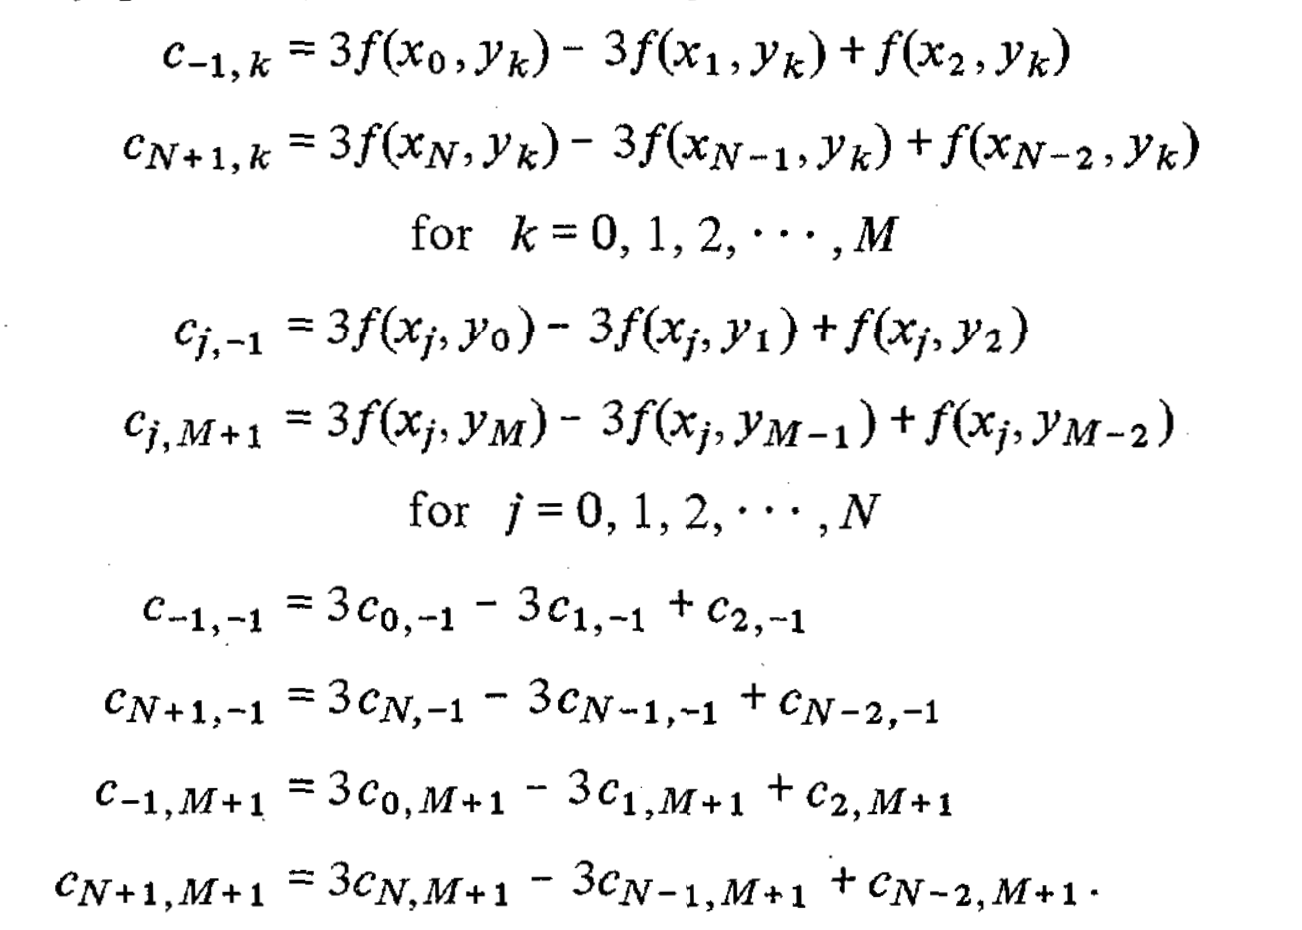 c_{-1,k} = 3f(x_0, y_k) - 3f(x_1, y_k) + f(x_2, y_k)
c_{N+1,k} = 3f(x_N, y_k) - 3f(x_{N-1}, y_k) + f(x_{N-2}, y_k)
for k = 0, 1, 2, ···, M
c_{j,-1} = 3f(x_j, y_0) - 3f(x_j, y_1) + f(x_j, y_2)
c_{j,M+1} = 3f(x_j, y_M) - 3f(x_j, y_{M-1}) + f(x_j, y_{M-2})
for j = 0, 1, 2, ···, N
c_{-1,-1} = 3c_{0,-1} - 3c_{1,-1} + c_{2,-1}
c_{N+1,-1} = 3c_{N,-1} - 3c_{N-1,-1} + c_{N-2,-1}
c_{-1,M+1} = 3c_{0,M+1} - 3c_{1,M+1} + c_{2,M+1}
c_{N+1,M+1} = 3c_{N,M+1} - 3c_{N-1,M+1} + c_{N-2,M+1}.